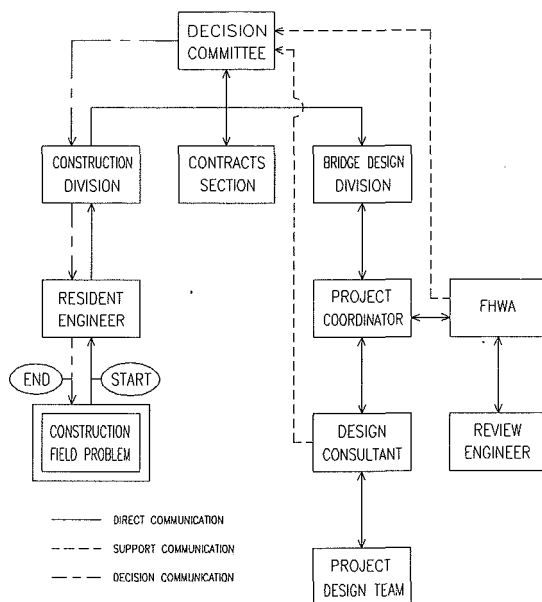 DECISION
COMMITTEE
CONSTRUCTION
DIVISION
CONTRACTS
SECTION
BRIDGE DESIGN
DIVISION
RESIDENT
ENGINEER
PROJECT
COORDINATOR
FHWA
END
START
CONSTRUCTION
FIELD PROBLEM
DESIGN
CONSULTANT
REVIEW
ENGINEER
DIRECT COMMUNICATION
SUPPORT COMMUNICATION
DECISION COMMUNICATION
PROJECT
DESIGN TEAM